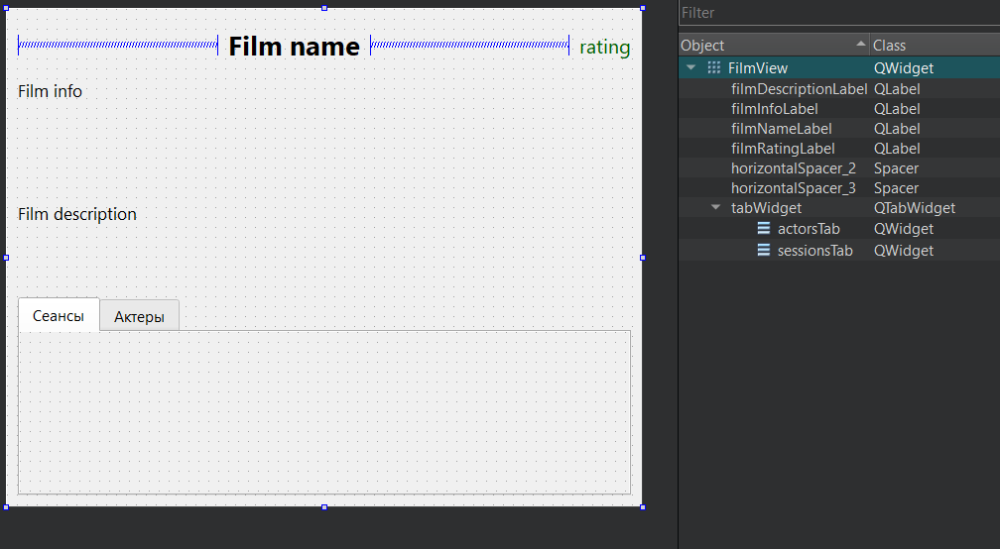 Film name
rating
Film info
Film description
Сеансы
Актеры
Filter
Object Class
FilmView QWidget
filmDescriptionLabel QLabel
filmInfoLabel QLabel
filmNameLabel QLabel
filmRatingLabel QLabel
horizontalSpacer_2 Spacer
horizontalSpacer_3 Spacer
tabWidget QTabWidget
actorsTab QWidget
sessionsTab QWidget